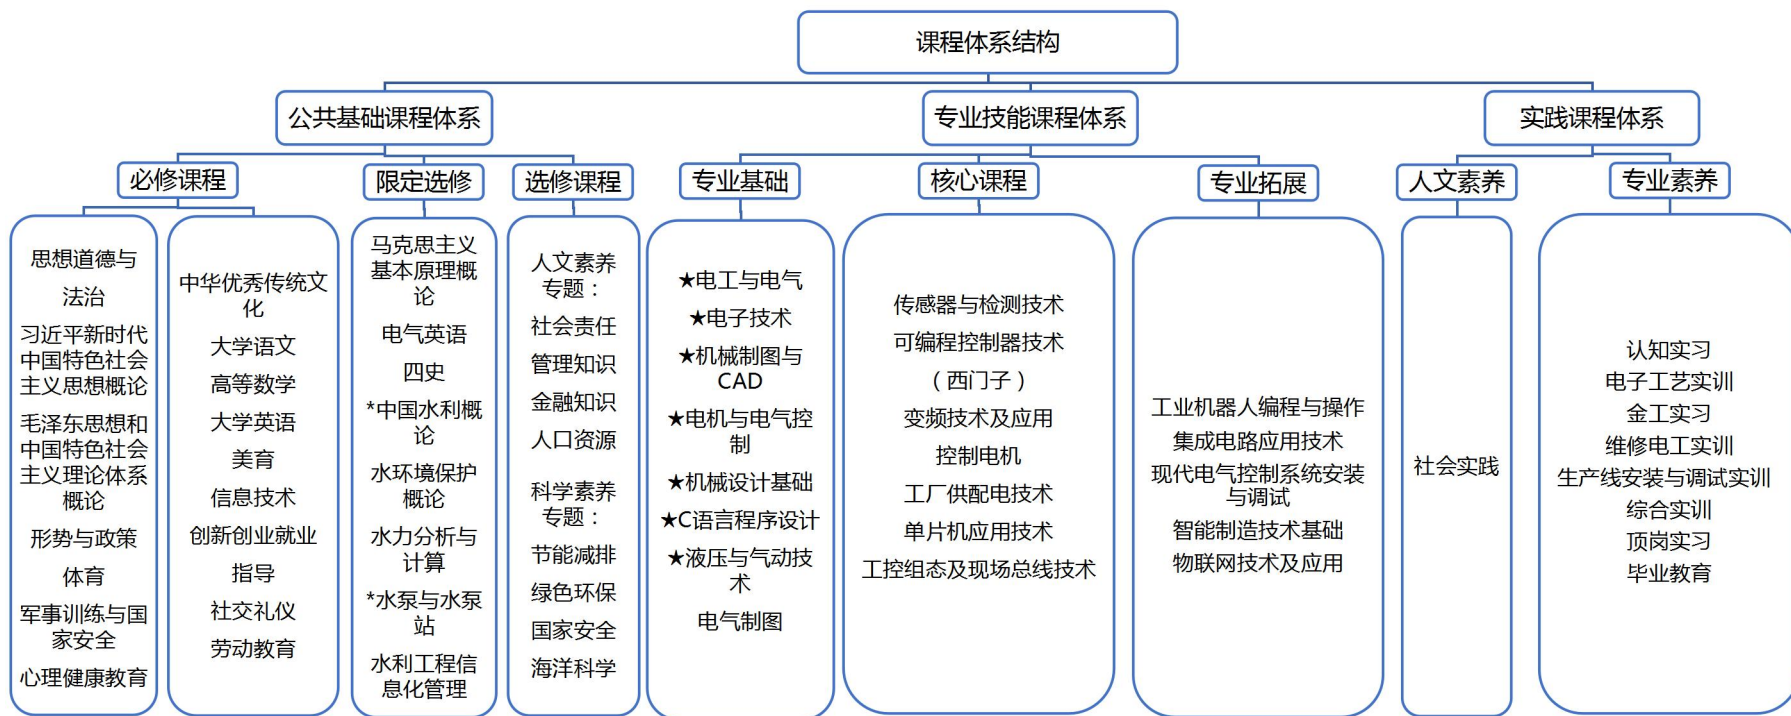 课程体系结构
公共基础课程体系
专业技能课程体系
实践课程体系
必修课程
限定选修
选修课程
专业基础
核心课程
专业拓展
人文素养
专业素养
思想道德与
法治
习近平新时代
中国特色社会
主义思想概论
毛泽东思想和
中国特色社会
主义理论体系
概论
形势与政策
体育
军事训练与国
家安全
心理健康教育
中华优秀传统文
化
大学语文
高等数学
大学英语
美育
信息技术
创新创业就业
指导
社交礼仪
劳动教育
马克思主义
基本原理概
论
电气英语
四史
*中国水利概
论
水环境保护
概论
水力分析与
计算
*水泵与水泵
站
水利工程信
息化管理
人文素养
专题：
社会责任
管理知识
金融知识
人口资源
科学素养
专题：
节能减排
绿色环保
国家安全
海洋科学
★电工与电气
★电子技术
★机械制图与
CAD
★电机与电气控
制
★机械设计基础
★C语言程序设计
★液压与气动技
术
电气制图
传感器与检测技术
可编程控制器技术
（西门子）
变频技术及应用
控制电机
工厂供配电技术
单片机应用技术
工控组态及现场总线技术
工业机器人编程与操作
集成电路应用技术
现代电气控制系统安装
与调试
智能制造技术基础
物联网技术及应用
社会实践
认知实习
电子工艺实训
金工实习
维修电工实训
生产线安装与调试实训
综合实训
顶岗实习
毕业教育